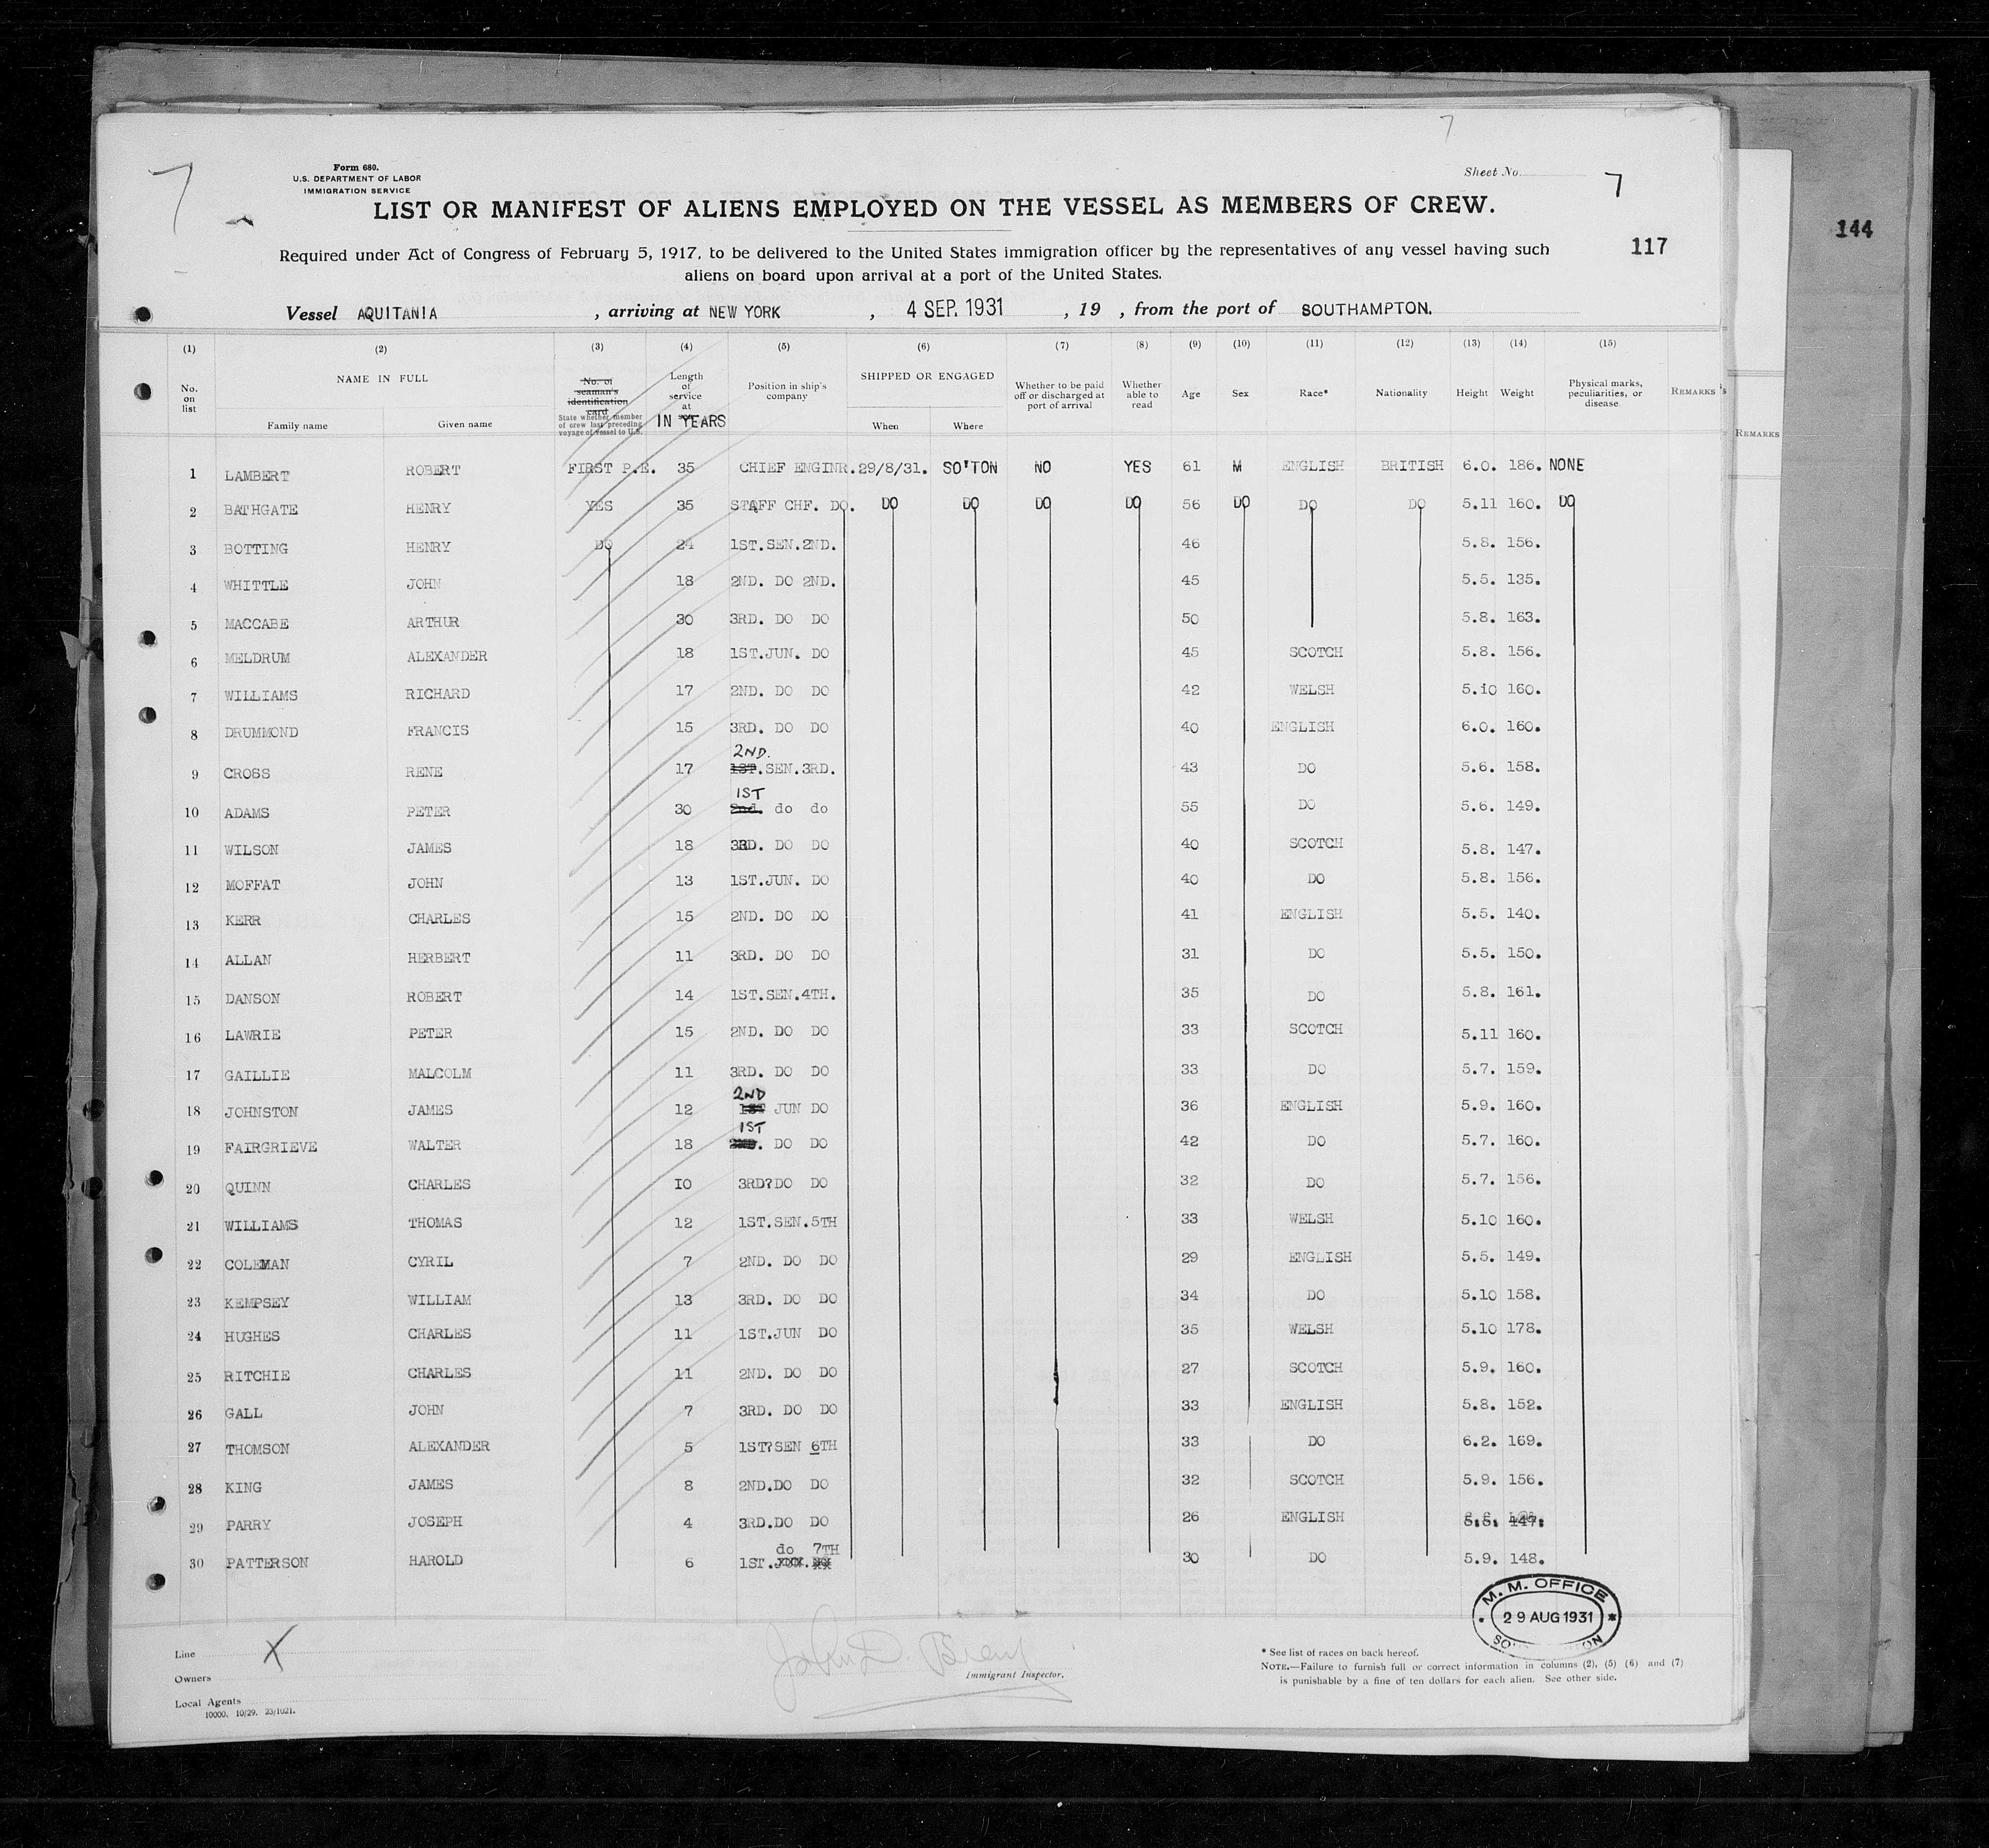 7
7
144
Form 680.
U.S. DEPARTMENT OF LABOR
IMMIGRATION SERVICE
Sheet No. 7
LIST OR MANIFEST OF ALIENS EMPLOYED ON THE VESSEL AS MEMBERS OF CREW.
Required under Act of Congress of February 5, 1917, to be delivered to the United States immigration officer by the representatives of any vessel having such
aliens on board upon arrival at a port of the United States.
117
Vessel AQUITANIA , arriving at NEW YORK , 4 SEP. 1931 , 19 , from the port of SOUTHAMPTON.
(1) (2) (3) (4) (5) (6) (7) (8) (9) (10) (11) (12) (13) (14) (15)
No. on list NAME IN FULL Family name Given name No. of seaman's identification card State whether member of crew last preceding voyage of vessel to U.S. Length of service at IN YEARS Position in ship's company SHIPPED OR ENGAGED When Where Whether to be paid off or discharged at port of arrival Whether able to read Age Sex Race* Nationality Height Weight Physical marks, peculiarities, or disease REMARKS
REMARKS
1 LAMBERT ROBERT FIRST P.E. 35 CHIEF ENGINR. 29/8/31. SO'TON NO YES 61 M ENGLISH BRITISH 6.0. 186. NONE
2 BATHGATE HENRY YES 35 STAFF CHF. DO. DO DO DO DO 56 DO DO DO 5.11 160. DO
3 BOTTING HENRY DO 24 1ST.SEN.2ND. 46 5.8. 156.
4 WHITTLE JOHN 18 2ND. DO 2ND. 45 5.5. 135.
5 MACCABE ARTHUR 30 3RD. DO DO 50 5.8. 163.
6 MELDRUM ALEXANDER 18 1ST.JUN. DO 45 SCOTCH 5.8. 156.
7 WILLIAMS RICHARD 17 2ND. DO DO 42 WELSH 5.10 160.
8 DRUMMOND FRANCIS 15 3RD. DO DO 40 ENGLISH 6.0. 160.
2ND.
9 CROSS RENE 17 1ST.SEN.3RD. 43 DO 5.6. 158.
1ST
10 ADAMS PETER 30 2nd. do do 55 DO 5.6. 149.
11 WILSON JAMES 18 3RD. DO DO 40 SCOTCH 5.8. 147.
12 MOFFAT JOHN 13 1ST.JUN. DO 40 DO 5.8. 156.
13 KERR CHARLES 15 2ND. DO DO 41 ENGLISH 5.5. 140.
14 ALLAN HERBERT 11 3RD. DO DO 31 DO 5.5. 150.
15 DANSON ROBERT 14 1ST.SEN.4TH. 35 DO 5.8. 161.
16 LAWRIE PETER 15 2ND. DO DO 33 SCOTCH 5.11 160.
17 GAILLIE MALCOLM 11 3RD. DO DO 33 DO 5.7. 159.
2ND
18 JOHNSTON JAMES 12 1ST JUN DO 36 ENGLISH 5.9. 160.
1ST
19 FAIRGRIEVE WALTER 18 2ND. DO DO 42 DO 5.7. 160.
20 QUINN CHARLES IO 3RD?DO DO 32 DO 5.7. 156.
21 WILLIAMS THOMAS 12 1ST.SEN.5TH 33 WELSH 5.10 160.
22 COLEMAN CYRIL 7 2ND. DO DO 29 ENGLISH 5.5. 149.
23 KEMPSEY WILLIAM 13 3RD. DO DO 34 DO 5.10 158.
24 HUGHES CHARLES 11 1ST.JUN DO 35 WELSH 5.10 178.
25 RITCHIE CHARLES 11 2ND. DO DO 27 SCOTCH 5.9. 160.
26 GALL JOHN 7 3RD. DO DO 33 ENGLISH 5.8. 152.
27 THOMSON ALEXANDER 5 1ST?SEN 6TH 33 DO 6.2. 169.
28 KING JAMES 8 2ND.DO DO 32 SCOTCH 5.9. 156.
29 PARRY JOSEPH 4 3RD.DO DO 26 ENGLISH 147.
do 7TH
30 PATTERSON HAROLD 6 1ST. 30 DO 5.9. 148.
M. M. OFFICE
29 AUG 1931
Line X
Owners
Local Agents
10000. 10/29. 23/1021.
John D.
Immigrant Inspector.
* See list of races on back hereof.
NOTE.—Failure to furnish full or correct information in columns (2), (5) (6) and (7)
is punishable by a fine of ten dollars for each alien. See other side.